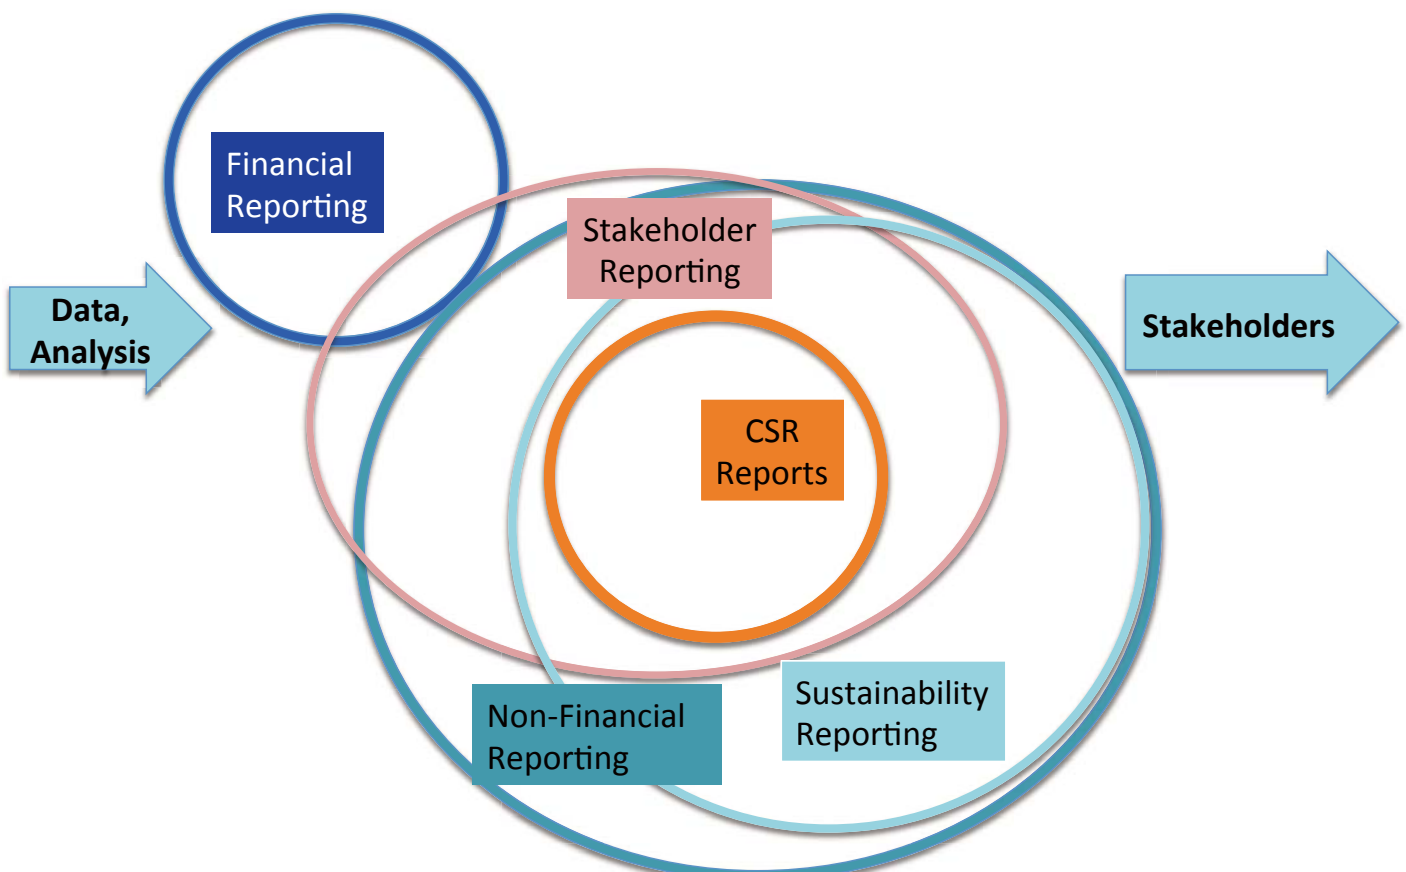 Financial
Reporting
Stakeholder
Reporting
Data,
Analysis
Stakeholders
CSR
Reports
Non-Financial
Reporting
Sustainability
Reporting